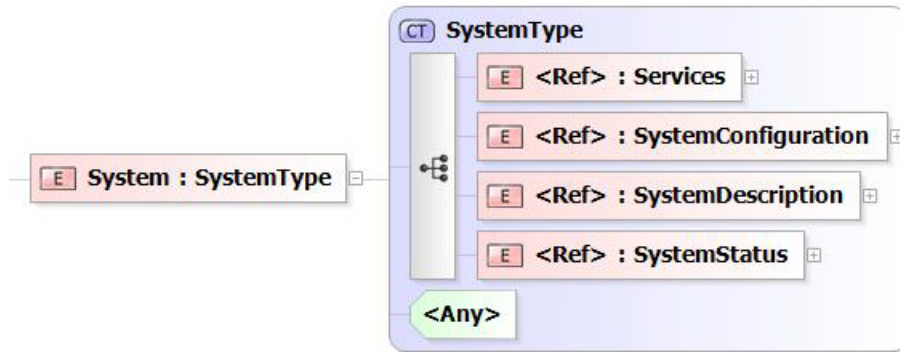 CT SystemType
E <Ref> : Services
E <Ref> : SystemConfiguration
E System : SystemType
E <Ref> : SystemDescription
E <Ref> : SystemStatus
<Any>